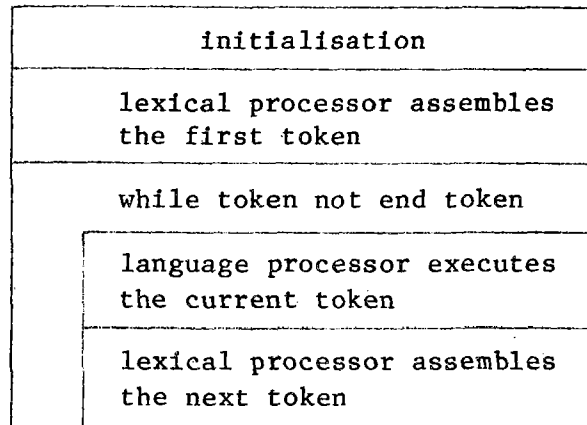 initialisation
lexical processor assembles
the first token
while token not end token
language processor executes
the current token
lexical processor assembles
the next token